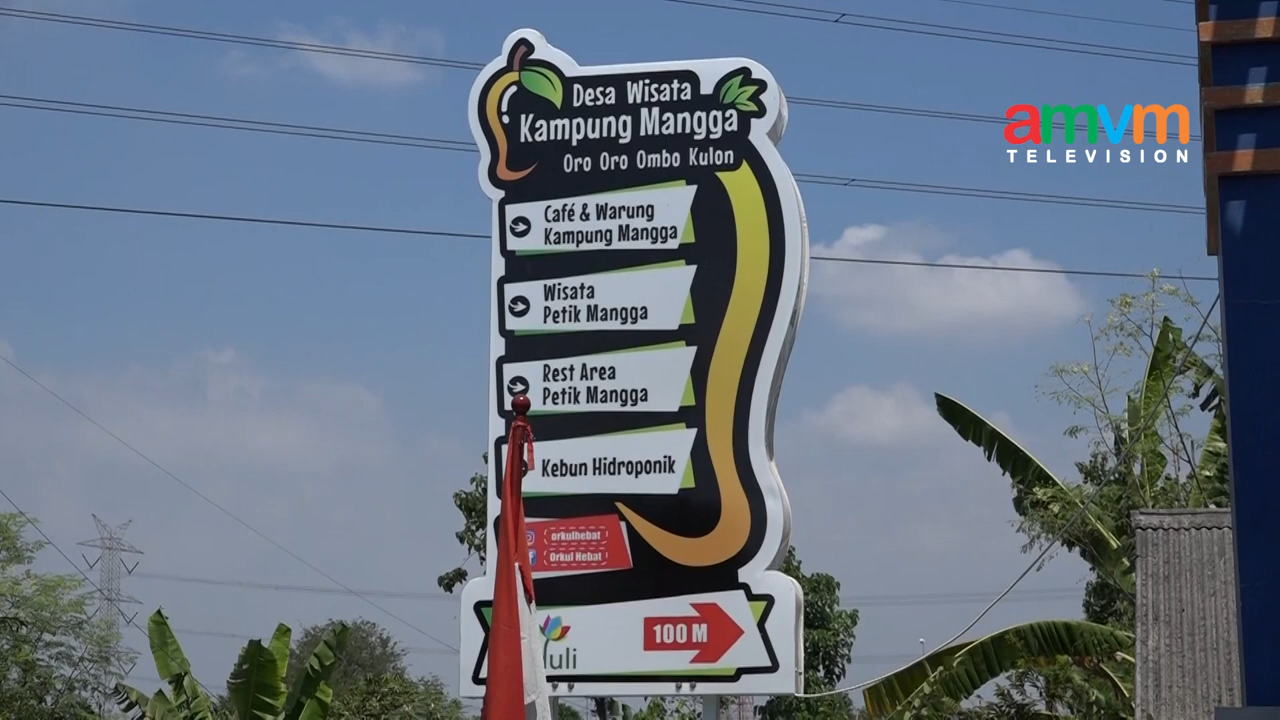 Desa Wisata
Kampung Mangga
Oro Oro Ombo Kulon
Café & Warung
Kampung Mangga
Wisata
Petik Mangga
Rest Area
Petik Mangga
Kebun Hidroponik
orkulhebat
Orkul Hebat
100 M
amvm
TELEVISION